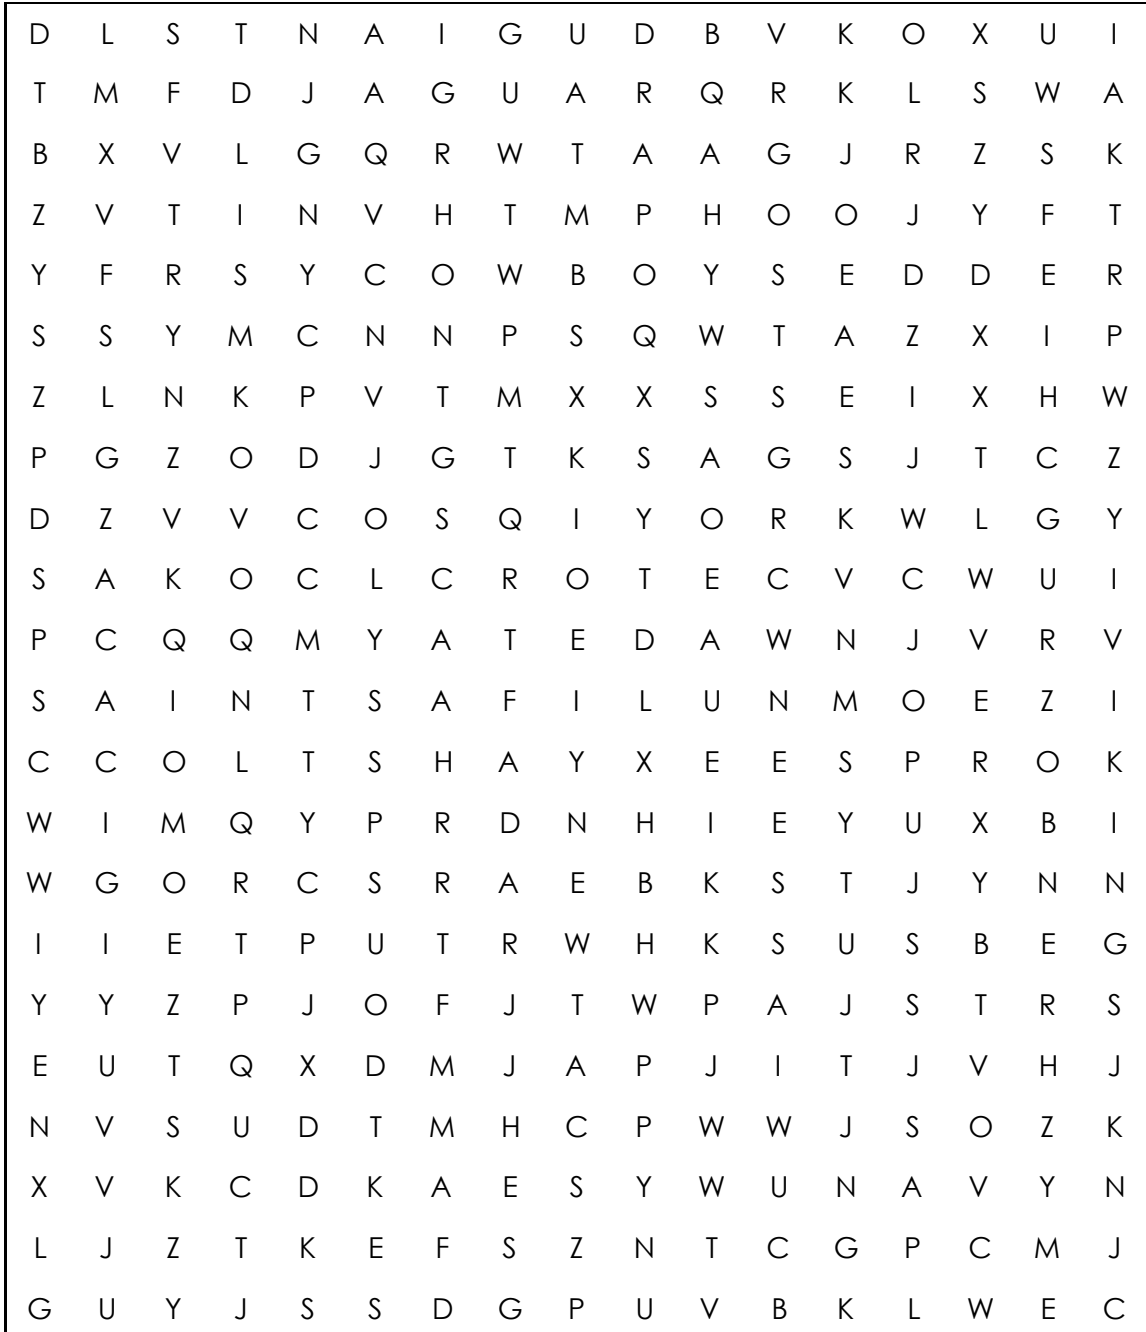 D L S T N A I G U D B V K O X U I
T M F D J A G U A R Q R K L S W A
B X V L G Q R W T A A G J R Z S K
Z V T I N V H T M P H O O J Y F T
Y F R S Y C O W B O Y S E D D E R
S S Y M C N N P S Q W T A Z X I P
Z L N K P V T M X X S S E I X H W
P G Z O D J G T K S A G S J T C Z
D Z V V C O S Q I Y O R K W L G Y
S A K O C L C R O T E C V C W U I
P C Q Q M Y A T E D A W N J V R V
S A I N T S A F I L U N M O E Z I
C C O L T S H A Y X E E S P R O K
W I M Q Y P R D N H I E Y U X B I
W G O R C S R A E B K S T J Y N N
I I E T P U T R W H K S U S B E G
Y Y Z P J O F J T W P A J S T R S
E U T Q X D M J A P J I T J V H J
N V S U D T M H C P W W J S O Z K
X V K C D K A E S Y W U N A V Y N
L J Z T K E F S Z N T C G P C M J
G U Y J S S D G P U V B K L W E C